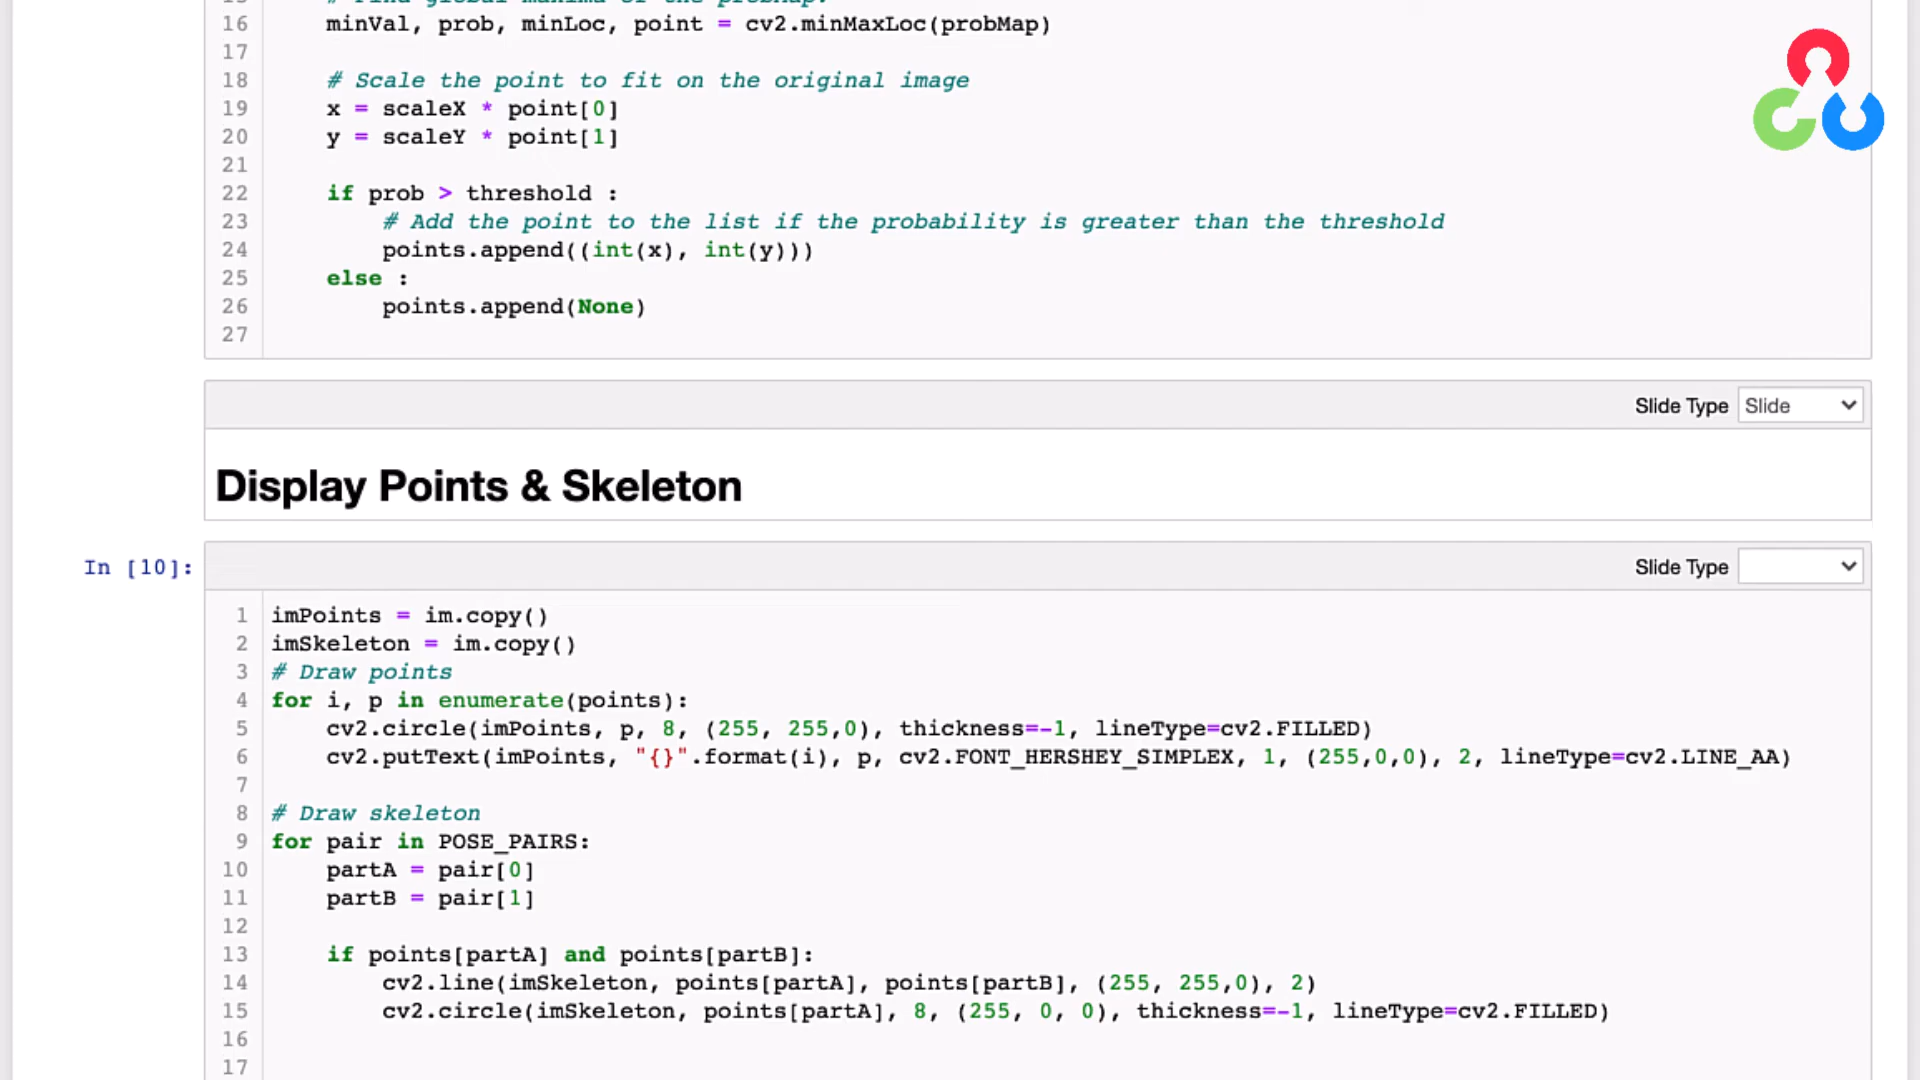 16 minVal, prob, minLoc, point = cv2.minMaxLoc(probMap)
17
18 # Scale the point to fit on the original image
19 x = scaleX * point[0]
20 y = scaleY * point[1]
21
22 if prob > threshold :
23 # Add the point to the list if the probability is greater than the threshold
24 points.append((int(x), int(y)))
25 else :
26 points.append(None)
27
Slide Type Slide
Display Points & Skeleton
In [10]:
Slide Type
1 imPoints = im.copy()
2 imSkeleton = im.copy()
3 # Draw points
4 for i, p in enumerate(points):
5 cv2.circle(imPoints, p, 8, (255, 255,0), thickness=-1, lineType=cv2.FILLED)
6 cv2.putText(imPoints, "{}".format(i), p, cv2.FONT_HERSHEY_SIMPLEX, 1, (255,0,0), 2, lineType=cv2.LINE_AA)
7
8 # Draw skeleton
9 for pair in POSE_PAIRS:
10 partA = pair[0]
11 partB = pair[1]
12
13 if points[partA] and points[partB]:
14 cv2.line(imSkeleton, points[partA], points[partB], (255, 255,0), 2)
15 cv2.circle(imSkeleton, points[partA], 8, (255, 0, 0), thickness=-1, lineType=cv2.FILLED)
16
17